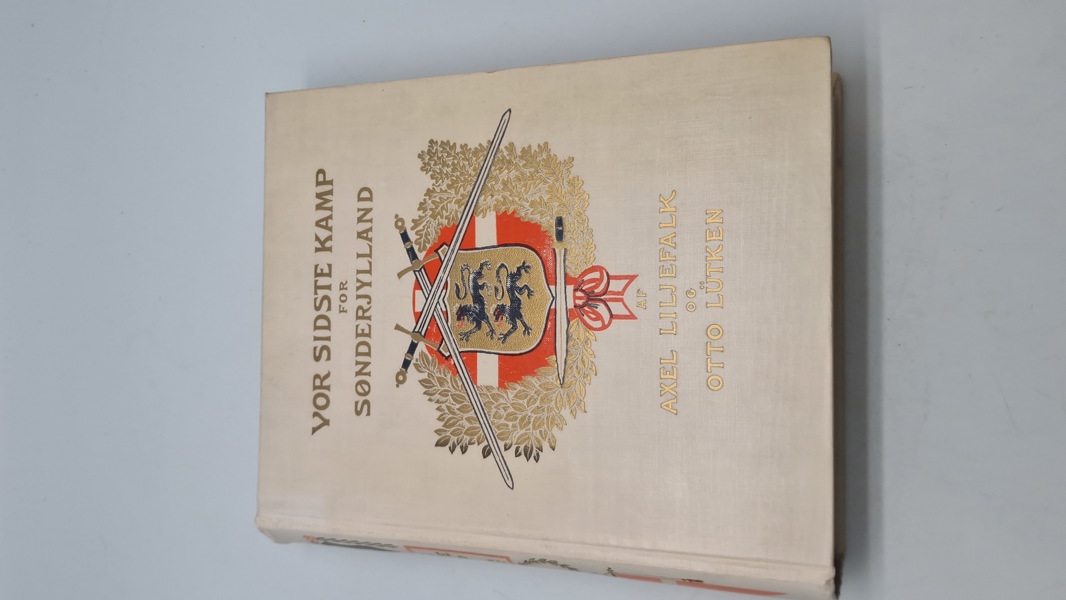 VOR SIDSTE KAMP
FOR
SØNDERJYLLAND
AF
AXEL LILJEFALK
OG
OTTO LÜTKEN